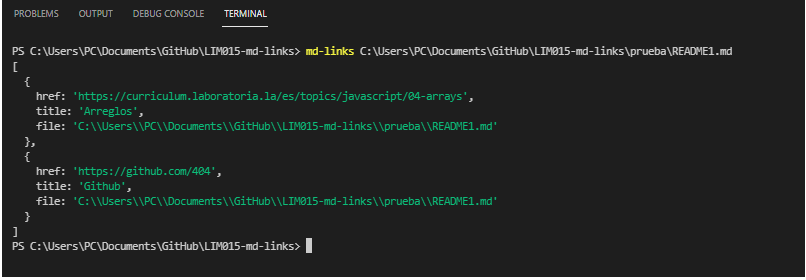 PROBLEMS OUTPUT DEBUG CONSOLE TERMINAL
PS C:\Users\PC\Documents\GitHub\LIM015-md-links> md-links C:\Users\PC\Documents\GitHub\LIM015-md-links\prueba\README1.md
[
  {
    href: 'https://curriculum.laboratoria.la/es/topics/javascript/04-arrays',
    title: 'Arreglos',
    file: 'C:\\Users\\PC\\Documents\\GitHub\\LIM015-md-links\\prueba\\README1.md'
  },
  {
    href: 'https://github.com/404',
    title: 'Github',
    file: 'C:\\Users\\PC\\Documents\\GitHub\\LIM015-md-links\\prueba\\README1.md'
  }
]
PS C:\Users\PC\Documents\GitHub\LIM015-md-links>